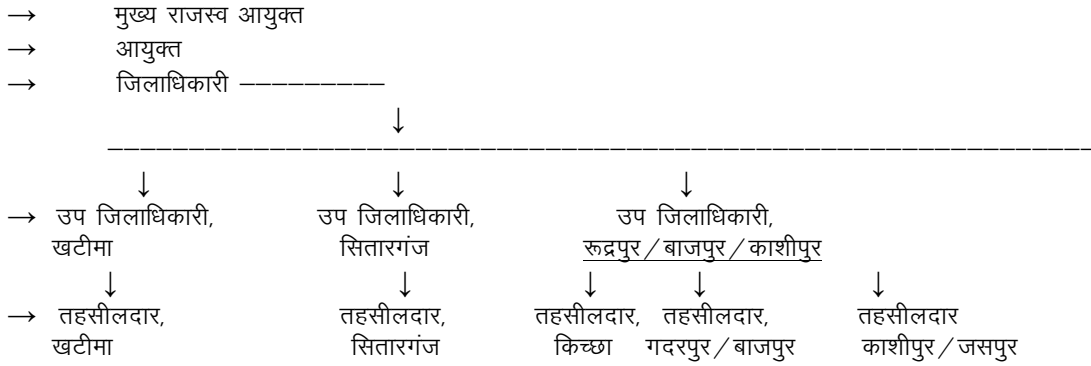 → मुख्य राजस्व आयुक्त
→ आयुक्त
→ जिलाधिकारी —————————
↓
——————————————————————————————
↓ ↓ ↓
→ उप जिलाधिकारी, उप जिलाधिकारी, उप जिलाधिकारी,
खटीमा सितारगंज रूद्रपुर/बाजपुर/काशीपुर
↓ ↓ ↓ ↓ ↓
→ तहसीलदार, तहसीलदार, तहसीलदार, तहसीलदार, तहसीलदार
खटीमा सितारगंज किच्छा गदरपुर/बाजपुर काशीपुर/जसपुर